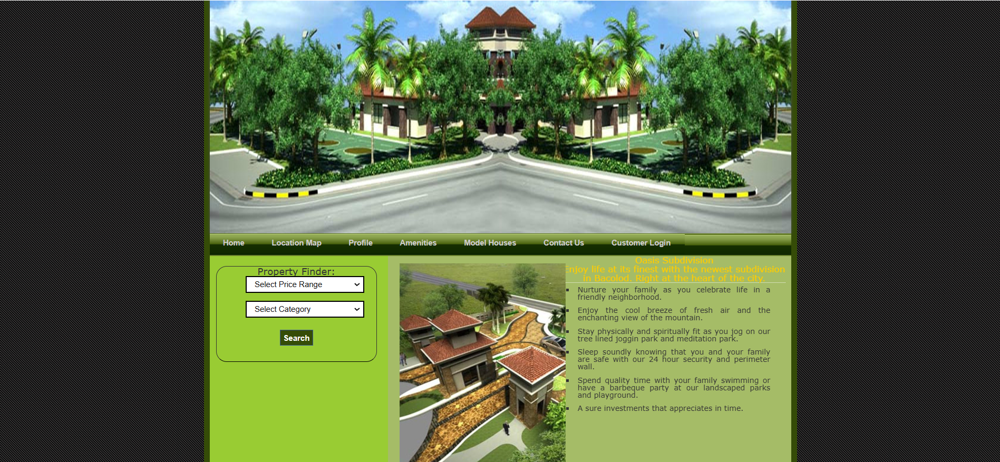 Home Location Map Profile Amenities Model Houses Contact Us Customer Login
Property Finder:
Select Price Range
Select Category
Search
Oasis Subdivision
Enjoy life at its finest with the newest subdivision
in Bacolod. Right at the heart of the city.
Nurture your family as you celebrate life in a
friendly neighborhood.
Enjoy the cool breeze of fresh air and the
enchanting view of the mountain.
Stay physically and spiritually fit as you jog on our
tree lined joggin park and meditation park.
Sleep soundly knowing that you and your family
are safe with our 24 hour security and perimeter
wall.
Spend quality time with your family swimming or
have a barbeque party at our landscaped parks
and playground.
A sure investments that appreciates in time.